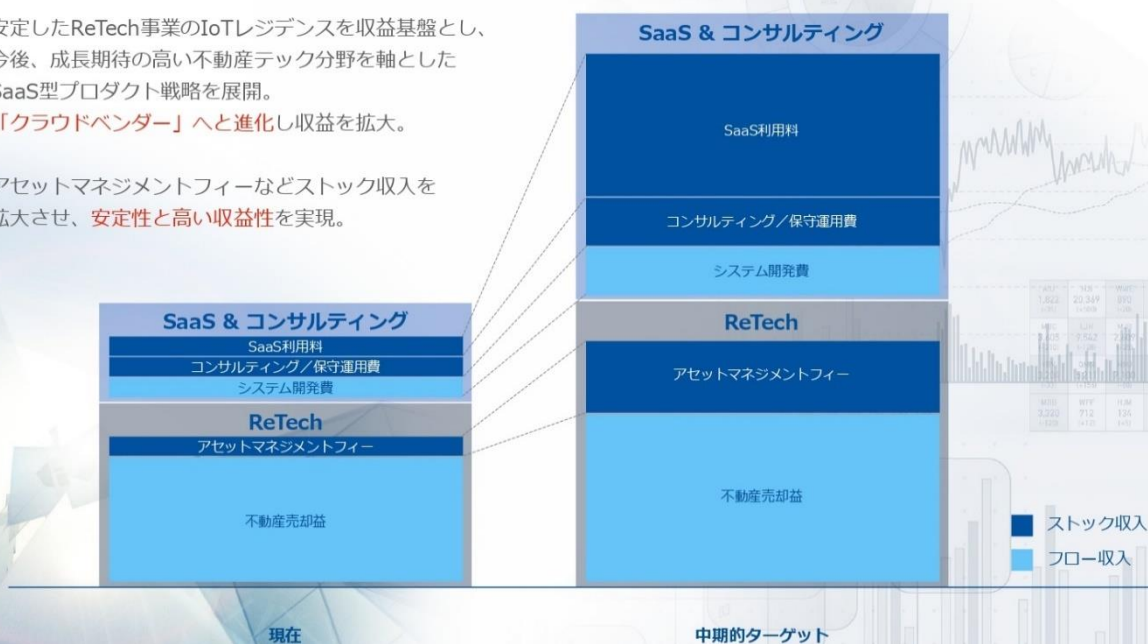 安定したReTech事業のIoTレジデンスを収益基盤とし、
今後、成長期待の高い不動産テック分野を軸とした
SaaS型プロダクト戦略を展開。
「クラウドベンダー」へと進化し収益を拡大。
アセットマネジメントフィーなどストック収入を
拡大させ、安定性と高い収益性を実現。
SaaS & コンサルティング
SaaS利用料
コンサルティング／保守運用費
システム開発費
ReTech
アセットマネジメントフィー
不動産売却益
現在
SaaS & コンサルティング
SaaS利用料
コンサルティング／保守運用費
システム開発費
ReTech
アセットマネジメントフィー
不動産売却益
中期的ターゲット
ストック収入
フロー収入